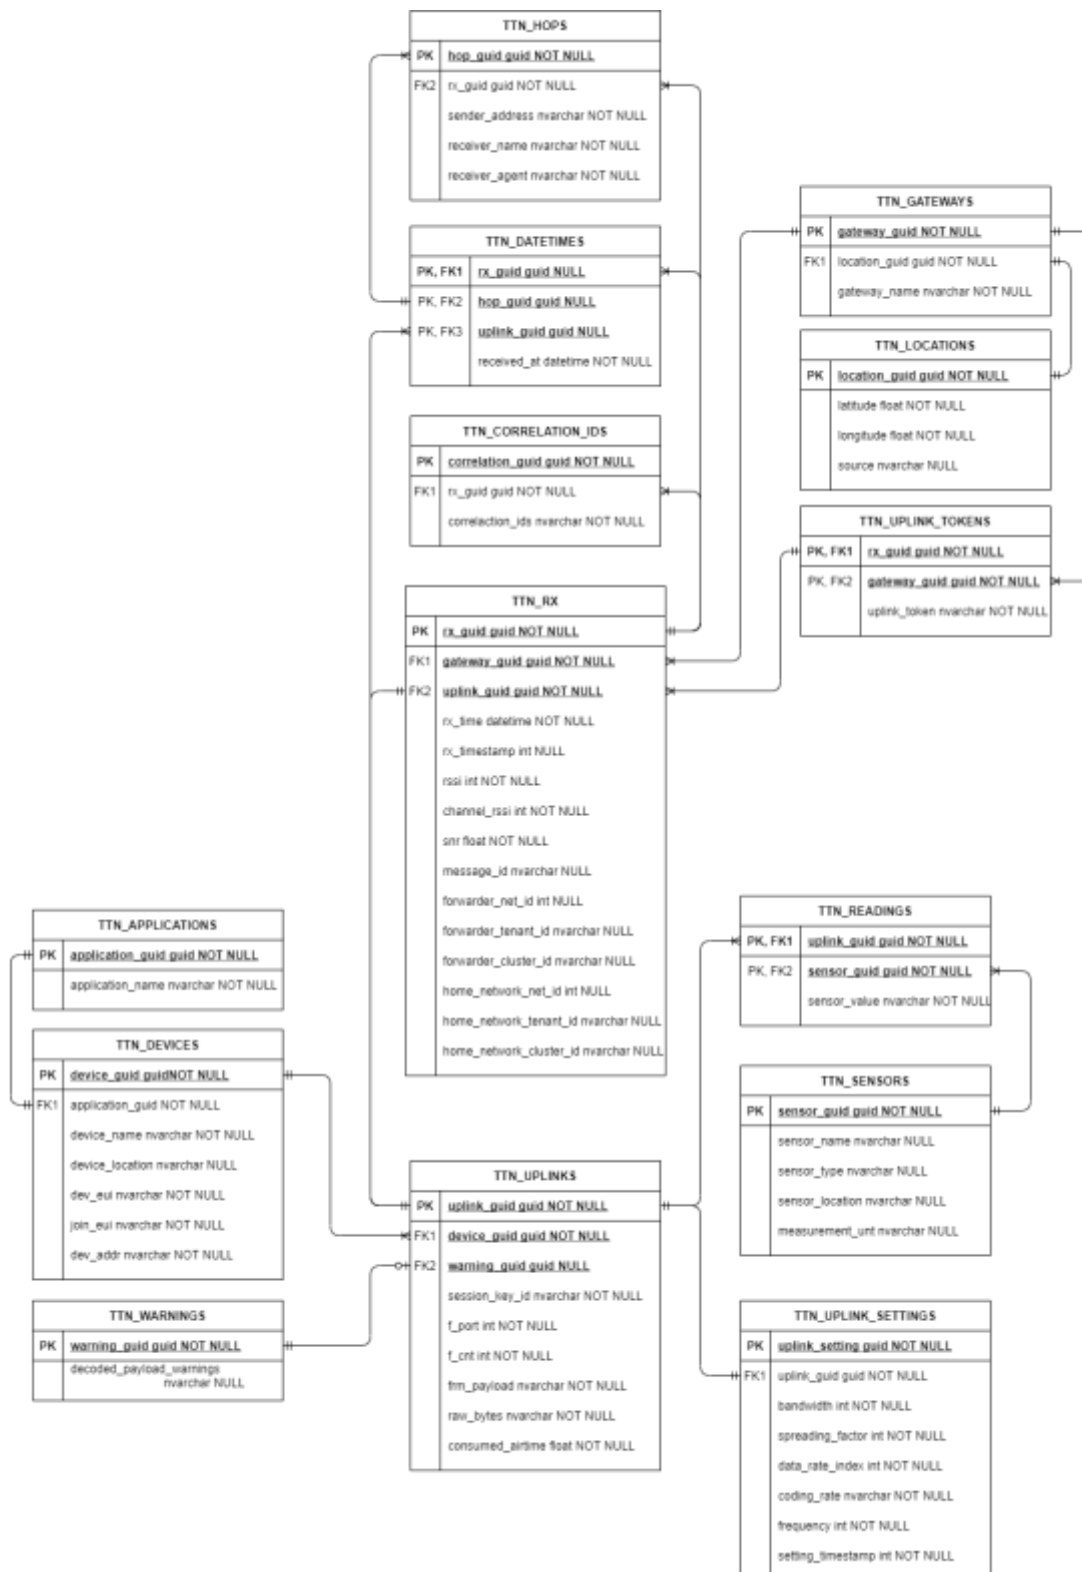 TTN_HOPS
PK hop_guid guid NOT NULL
FK2 rx_guid guid NOT NULL
sender_address nvarchar NOT NULL
receiver_name nvarchar NOT NULL
receiver_agent nvarchar NOT NULL
TTN_DATETIMES
PK, FK1 rx_guid guid NULL
PK, FK2 hop_guid guid NULL
PK, FK3 uplink_guid guid NULL
received_at datetime NOT NULL
TTN_CORRELATION_IDS
PK correlation_guid guid NOT NULL
FK1 rx_guid guid NOT NULL
correlaction_ids nvarchar NOT NULL
TTN_GATEWAYS
PK gateway_guid NOT NULL
FK1 location_guid guid NOT NULL
gateway_name nvarchar NOT NULL
TTN_LOCATIONS
PK location_guid guid NOT NULL
latitude float NOT NULL
longitude float NOT NULL
source nvarchar NULL
TTN_UPLINK_TOKENS
PK, FK1 rx_guid guid NOT NULL
PK, FK2 gateway_guid guid NOT NULL
uplink_token nvarchar NOT NULL
TTN_RX
PK rx_guid guid NOT NULL
FK1 gateway_guid guid NOT NULL
FK2 uplink_guid guid NOT NULL
rx_time datetime NOT NULL
rx_timestamp int NULL
rssi int NOT NULL
channel_rssi int NOT NULL
snr float NOT NULL
message_id nvarchar NULL
forwarder_net_id int NULL
forwarder_tenant_id nvarchar NULL
forwarder_cluster_id nvarchar NULL
home_network_net_id int NULL
home_network_tenant_id nvarchar NULL
home_network_cluster_id nvarchar NULL
TTN_APPLICATIONS
PK application_guid guid NOT NULL
application_name nvarchar NOT NULL
TTN_DEVICES
PK device_guid guidNOT NULL
FK1 application_guid NOT NULL
device_name nvarchar NOT NULL
device_location nvarchar NULL
dev_eui nvarchar NOT NULL
join_eui nvarchar NOT NULL
dev_addr nvarchar NOT NULL
TTN_WARNINGS
PK warning_guid guid NOT NULL
decoded_payload_warnings
nvarchar NULL
TTN_UPLINKS
PK uplink_guid guid NOT NULL
FK1 device_guid guid NOT NULL
FK2 warning_guid guid NULL
session_key_id nvarchar NOT NULL
f_port int NOT NULL
f_cnt int NOT NULL
frm_payload nvarchar NOT NULL
raw_bytes nvarchar NOT NULL
consumed_airtime float NOT NULL
TTN_READINGS
PK, FK1 uplink_guid guid NOT NULL
PK, FK2 sensor_guid guid NOT NULL
sensor_value nvarchar NOT NULL
TTN_SENSORS
PK sensor_guid guid NOT NULL
sensor_name nvarchar NULL
sensor_type nvarchar NULL
sensor_location nvarchar NULL
measurement_unt nvarchar NULL
TTN_UPLINK_SETTINGS
PK uplink_setting guid NOT NULL
FK1 uplink_guid guid NOT NULL
bandwidth int NOT NULL
spreading_factor int NOT NULL
data_rate_index int NOT NULL
coding_rate nvarchar NOT NULL
frequency int NOT NULL
setting_timestamp int NOT NULL